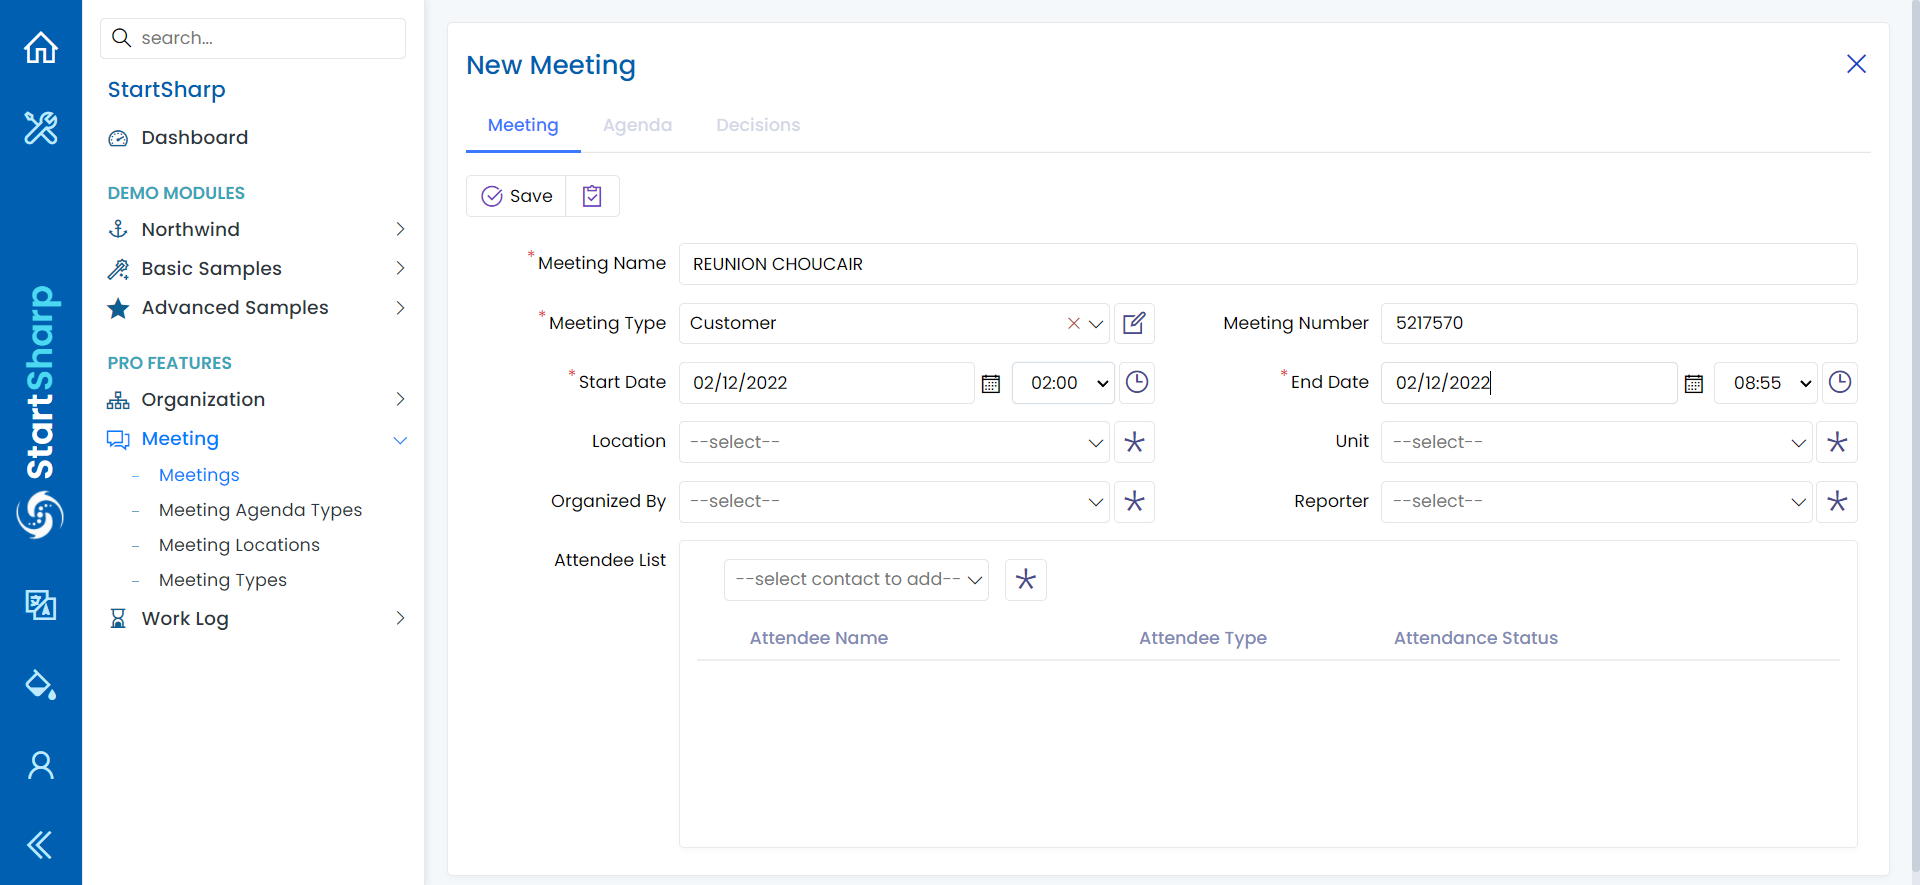 search...
StartSharp
Dashboard
DEMO MODULES
Northwind
Basic Samples
Advanced Samples
PRO FEATURES
Organization
Meeting
Meetings
Meeting Agenda Types
Meeting Locations
Meeting Types
Work Log
StartSharp
New Meeting
Meeting Agenda Decisions
Save
*Meeting Name REUNION CHOUCAIR
*Meeting Type Customer Meeting Number 5217570
*Start Date 02/12/2022 02:00 *End Date 02/12/2022 08:55
Location --select-- Unit --select--
Organized By --select-- Reporter --select--
Attendee List --select contact to add--
Attendee Name Attendee Type Attendance Status